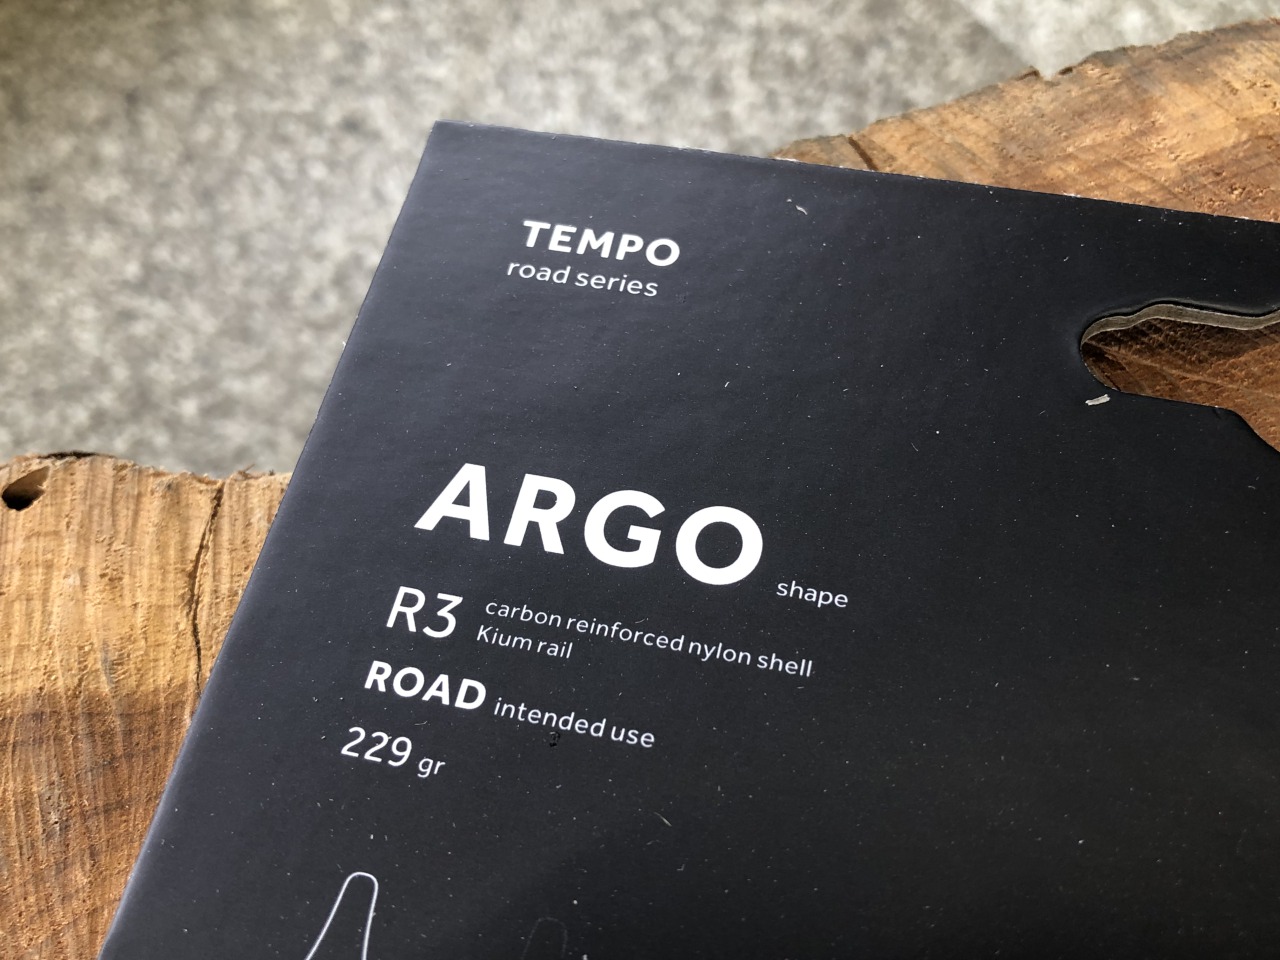 TEMPO
road series
ARGO shape
R3 carbon reinforced nylon shell
Kium rail
ROAD intended use
229 gr